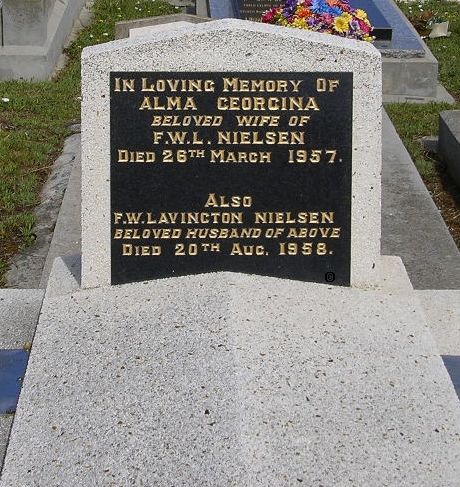 In Loving Memory Of
ALMA GEORGINA
BELOVED WIFE OF
F.W.L. NIELSEN
Died 26TH March 1957.
Also
F.W.LAVINGTON NIELSEN
BELOVED HUSBAND OF ABOVE
Died 20TH Aug. 1958.